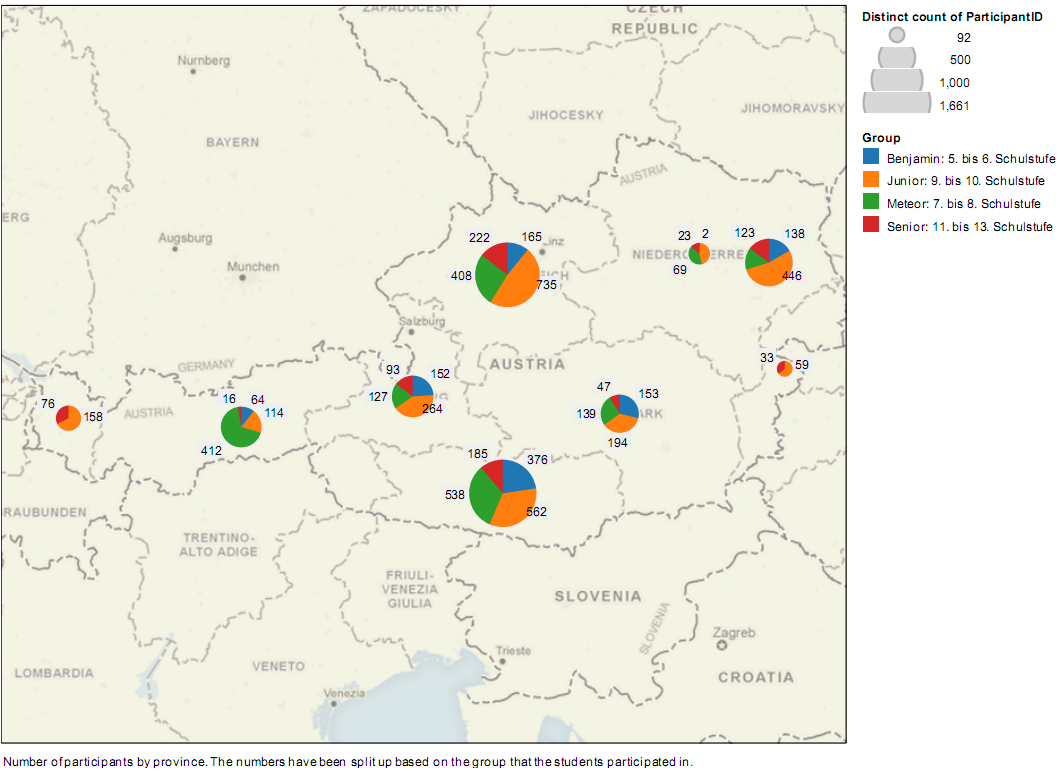 ZAPADOCESKY
CZECH
REPUBLIC
Nurnberg
JIHOCESKY
JIHOMORAVSKY
BAYERN
AUSTRIA
ERG
Augsburg
Munchen
222 165
Linz
408
735
EICH
23 2
NIEDERO ERRE
69
123 138
446
Salzburg
GERMANY
AUSTRIA
AUSTRIA
33 59
93 152
127
264
G
47 153
139
ARK
194
76 158
16 64
114
412
185 376
538
562
RAUBUNDEN
TRENTINO-
ALTO ADIGE
FRIULI-
VENEZIA
GIULIA
SLOVENIA
SLOVENIA
Zagreb
Trieste
CROATIA
LOMBARDIA
VENETO
Venezia
Distinct count of ParticipantID
92
500
1,000
1,661
Group
Benjamin: 5. bis 6. Schulstufe
Junior: 9. bis 10. Schulstufe
Meteor: 7. bis 8. Schulstufe
Senior: 11. bis 13. Schulstufe
Number of participants by province. The numbers have been split up based on the group that the students participated in.